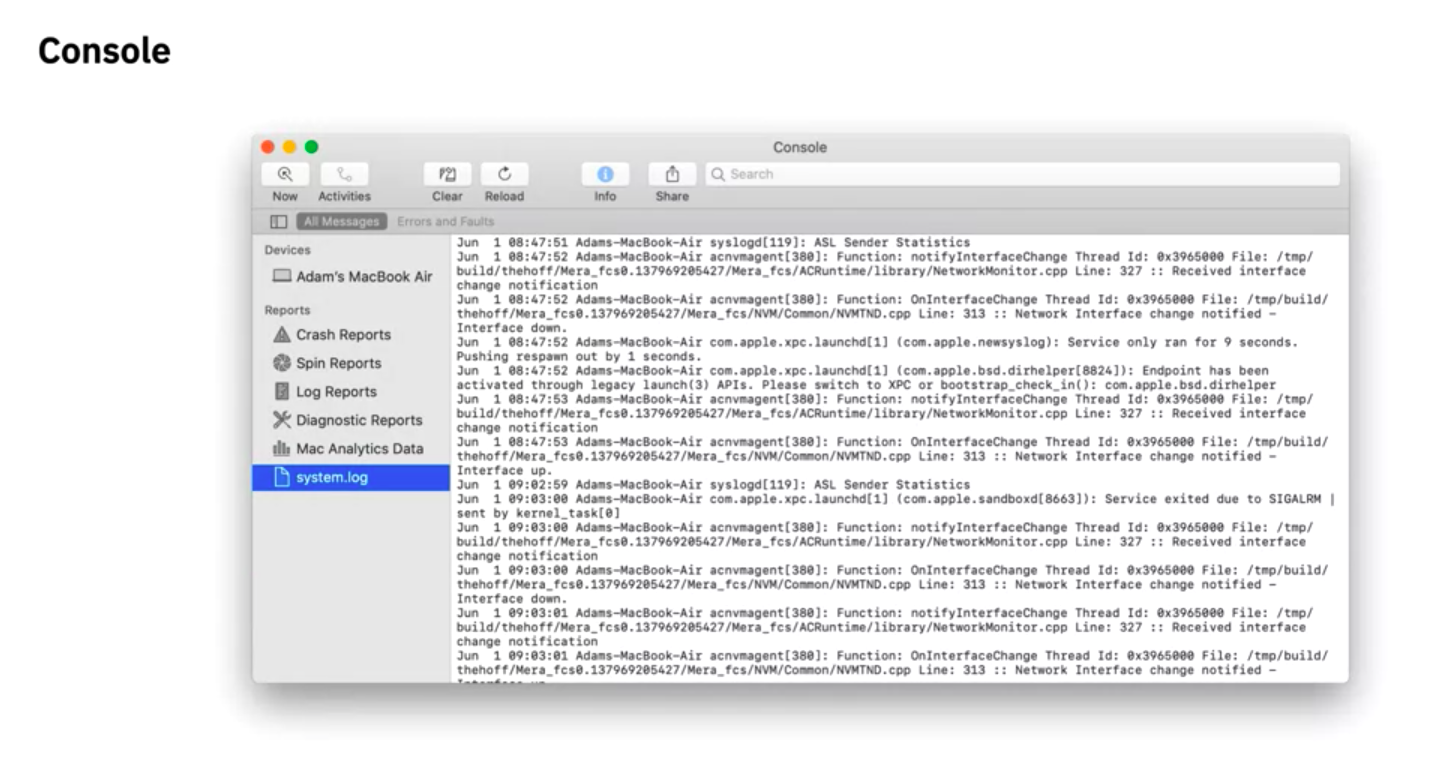 Console
Console
Search
Now Activities Clear Reload Info Share
All Messages Errors and Faults
Devices
Adam's MacBook Air
Reports
Crash Reports
Spin Reports
Log Reports
Diagnostic Reports
Mac Analytics Data
system.log
Jun 1 08:47:51 Adams-MacBook-Air syslogd[119]: ASL Sender Statistics
Jun 1 08:47:52 Adams-MacBook-Air acnvmagent[380]: Function: notifyInterfaceChange Thread Id: 0x3965000 File: /tmp/
build/thehoff/Mera_fcs0.137969205427/Mera_fcs/ACRuntime/library/NetworkMonitor.cpp Line: 327 :: Received interface
change notification
Jun 1 08:47:52 Adams-MacBook-Air acnvmagent[380]: Function: OnInterfaceChange Thread Id: 0x3965000 File: /tmp/build/
thehoff/Mera_fcs0.137969205427/Mera_fcs/NVM/Common/NVMTND.cpp Line: 313 :: Network Interface change notified –
Interface down.
Jun 1 08:47:52 Adams-MacBook-Air com.apple.xpc.launchd[1] (com.apple.newsyslog): Service only ran for 9 seconds.
Pushing respawn out by 1 seconds.
Jun 1 08:47:52 Adams-MacBook-Air com.apple.xpc.launchd[1] (com.apple.bsd.dirhelper[8824]): Endpoint has been
activated through legacy launch(3) APIs. Please switch to XPC or bootstrap_check_in(): com.apple.bsd.dirhelper
Jun 1 08:47:53 Adams-MacBook-Air acnvmagent[380]: Function: notifyInterfaceChange Thread Id: 0x3965000 File: /tmp/
build/thehoff/Mera_fcs0.137969205427/Mera_fcs/ACRuntime/library/NetworkMonitor.cpp Line: 327 :: Received interface
change notification
Jun 1 08:47:53 Adams-MacBook-Air acnvmagent[380]: Function: OnInterfaceChange Thread Id: 0x3965000 File: /tmp/build/
thehoff/Mera_fcs0.137969205427/Mera_fcs/NVM/Common/NVMTND.cpp Line: 313 :: Network Interface change notified –
Interface up.
Jun 1 09:02:59 Adams-MacBook-Air syslogd[119]: ASL Sender Statistics
Jun 1 09:03:00 Adams-MacBook-Air com.apple.xpc.launchd[1] (com.apple.sandboxd[8663]): Service exited due to SIGALRM |
sent by kernel_task[0]
Jun 1 09:03:00 Adams-MacBook-Air acnvmagent[380]: Function: notifyInterfaceChange Thread Id: 0x3965000 File: /tmp/
build/thehoff/Mera_fcs0.137969205427/Mera_fcs/ACRuntime/library/NetworkMonitor.cpp Line: 327 :: Received interface
change notification
Jun 1 09:03:00 Adams-MacBook-Air acnvmagent[380]: Function: OnInterfaceChange Thread Id: 0x3965000 File: /tmp/build/
thehoff/Mera_fcs0.137969205427/Mera_fcs/NVM/Common/NVMTND.cpp Line: 313 :: Network Interface change notified –
Interface down.
Jun 1 09:03:01 Adams-MacBook-Air acnvmagent[380]: Function: notifyInterfaceChange Thread Id: 0x3965000 File: /tmp/
build/thehoff/Mera_fcs0.137969205427/Mera_fcs/ACRuntime/library/NetworkMonitor.cpp Line: 327 :: Received interface
change notification
Jun 1 09:03:01 Adams-MacBook-Air acnvmagent[380]: Function: OnInterfaceChange Thread Id: 0x3965000 File: /tmp/build/
thehoff/Mera_fcs0.137969205427/Mera_fcs/NVM/Common/NVMTND.cpp Line: 313 :: Network Interface change notified –